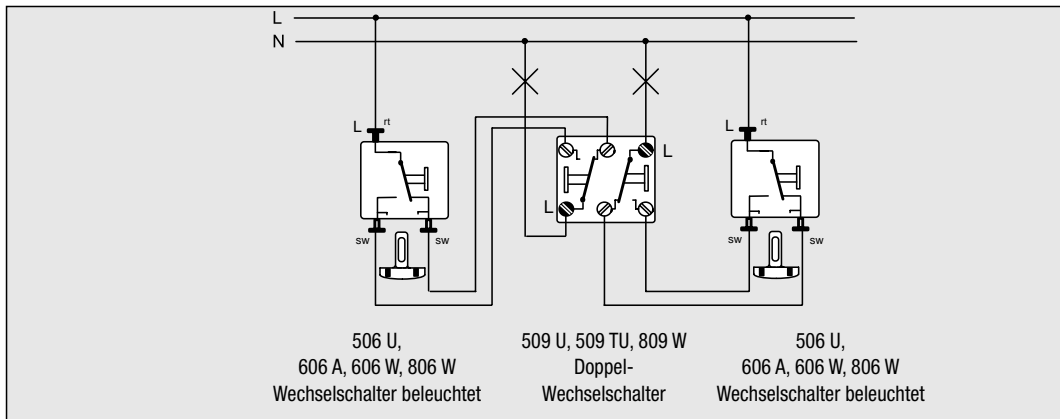 L
N
L rt
L
L
L rt
sw sw
sw sw
506 U,
606 A, 606 W, 806 W
Wechselschalter beleuchtet
509 U, 509 TU, 809 W
Doppel-
Wechselschalter
506 U,
606 A, 606 W, 806 W
Wechselschalter beleuchtet